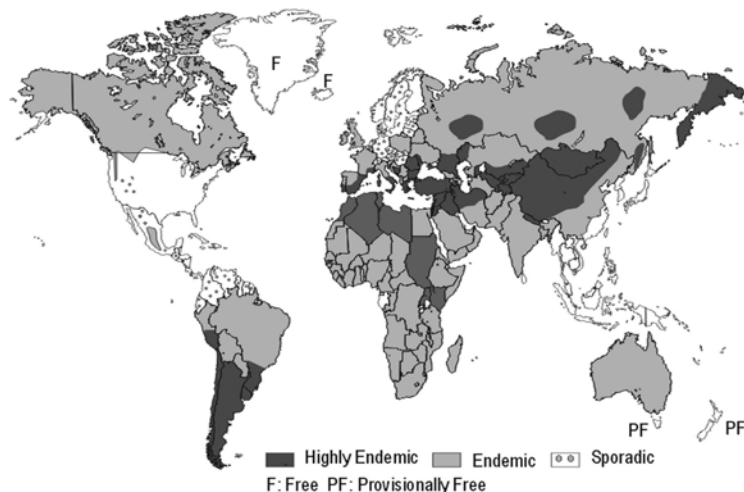 F
F
PF
PF
Highly Endemic Endemic Sporadic
F: Free PF: Provisionally Free